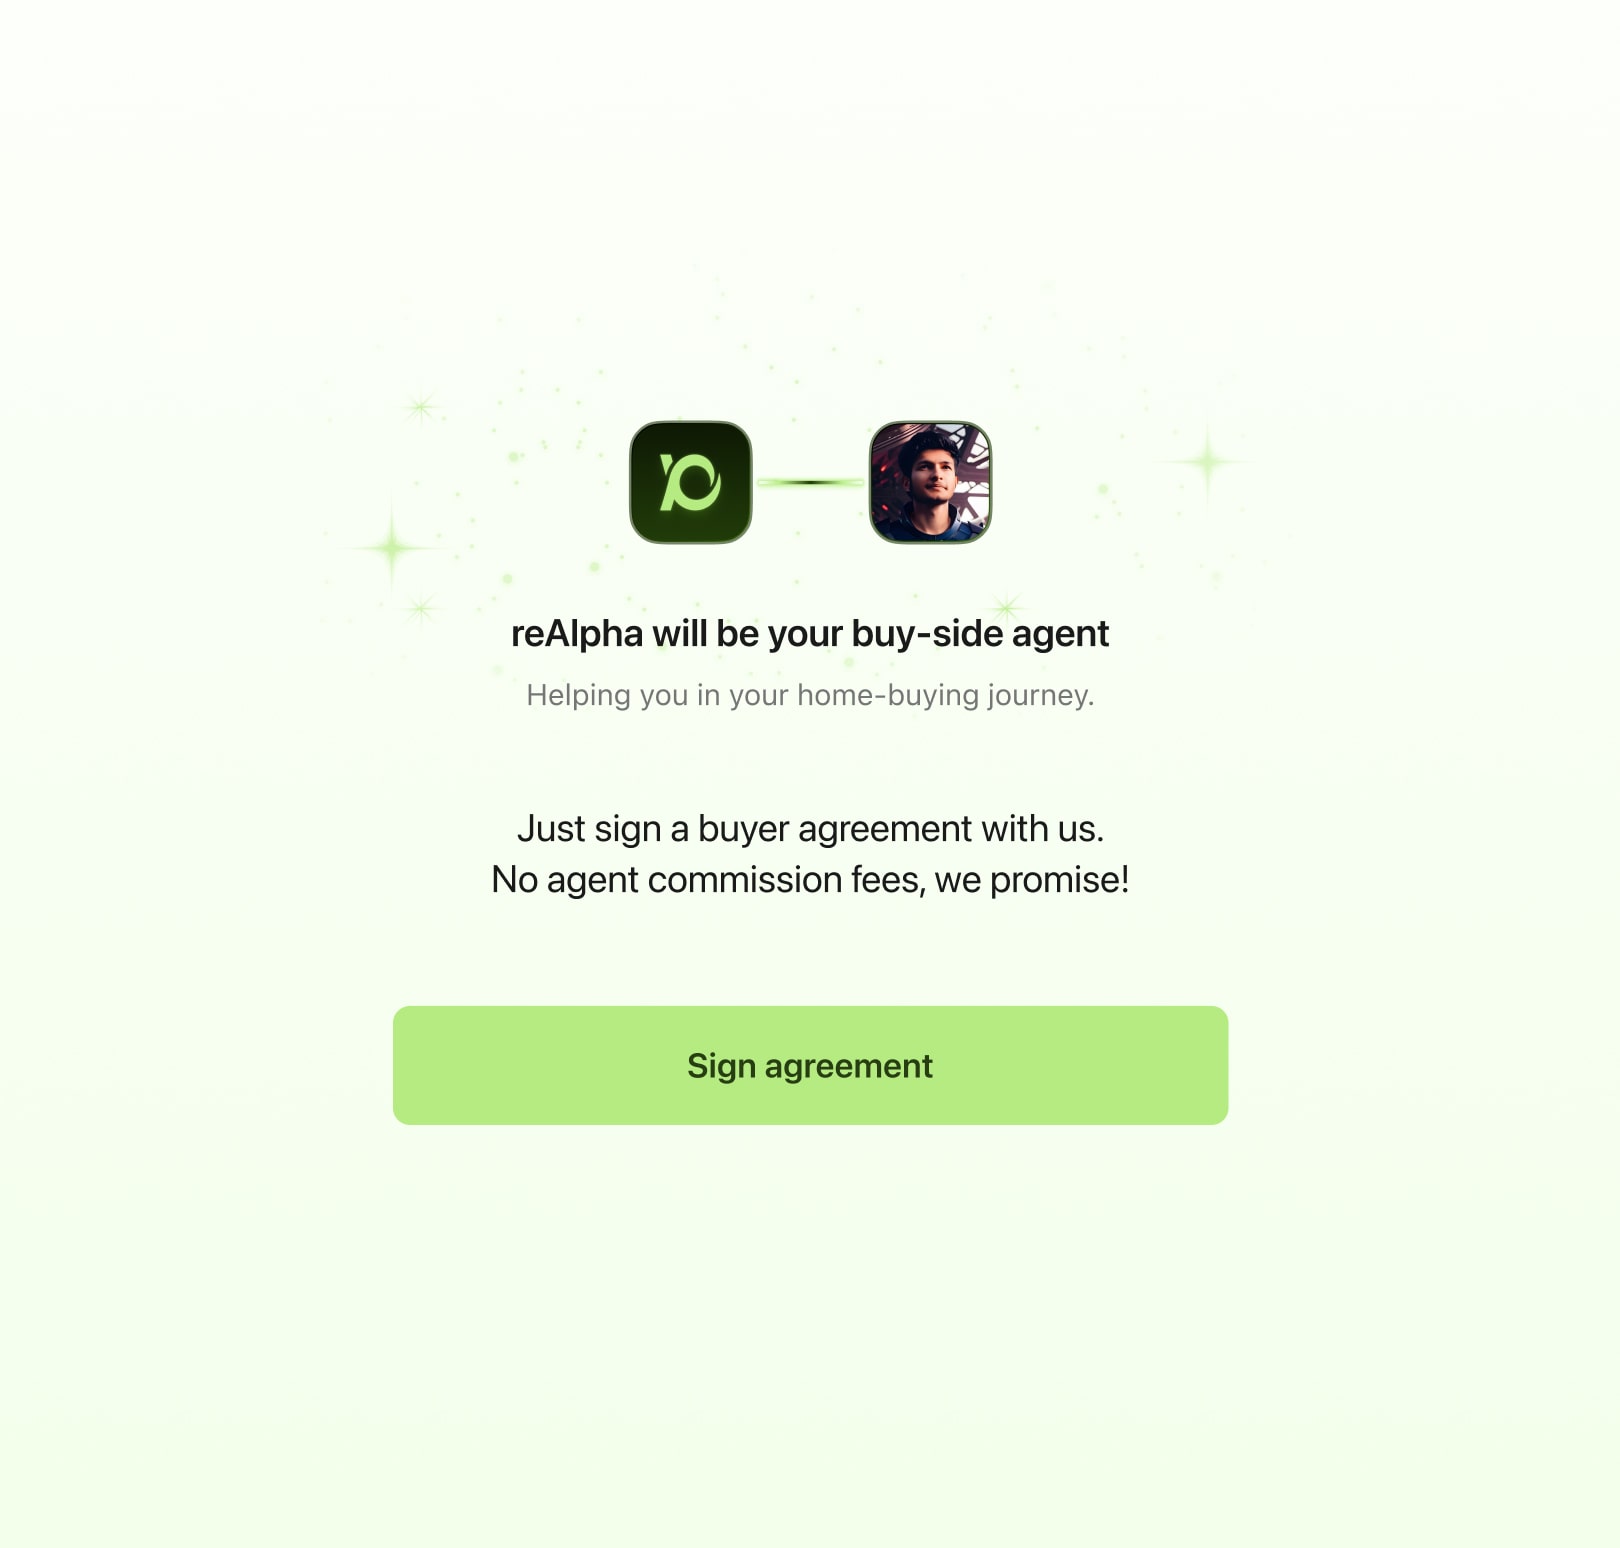 reAlpha will be your buy-side agent
Helping you in your home-buying journey.
Just sign a buyer agreement with us.
No agent commission fees, we promise!
Sign agreement